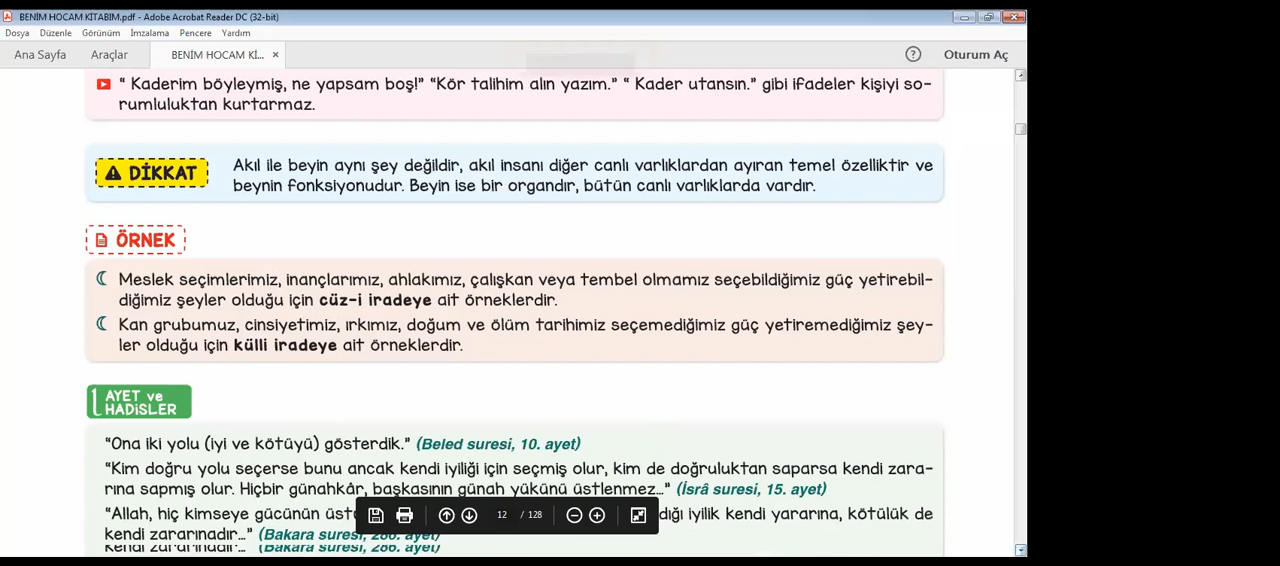 BENİM HOCAM KİTABIM.pdf - Adobe Acrobat Reader DC (32-bit)
Dosya Düzenle Görünüm İmzalama Pencere Yardım
Ana Sayfa Araçlar BENİM HOCAM Kİ... × ? Oturum Aç
“ Kaderim böyleymiş, ne yapsam boş!” “Kör talihim alın yazım.” “ Kader utansın.” gibi ifadeler kişiyi so-
rumluluktan kurtarmaz.
DİKKAT
Akıl ile beyin aynı şey değildir, akıl insanı diğer canlı varlıklardan ayıran temel özelliktir ve
beynin fonksiyonudur. Beyin ise bir organdır, bütün canlı varlıklarda vardır.
ÖRNEK
Meslek seçimlerimiz, inançlarımız, ahlakımız, çalışkan veya tembel olmamız seçebildiğimiz güç yetirebil-
diğimiz şeyler olduğu için cüz-i iradeye ait örneklerdir.
Kan grubumuz, cinsiyetimiz, ırkımız, doğum ve ölüm tarihimiz seçemediğimiz güç yetiremediğimiz şey-
ler olduğu için külli iradeye ait örneklerdir.
AYET ve
HADİSLER
“Ona iki yolu (iyi ve kötüyü) gösterdik.” (Beled suresi, 10. ayet)
“Kim doğru yolu seçerse bunu ancak kendi iyiliği için seçmiş olur, kim de doğruluktan saparsa kendi zara-
rına sapmış olur. Hiçbir günahkâr, başkasının günah yükünü üstlenmez...” (İsrâ suresi, 15. ayet)
“Allah, hiç kimseye gücünün iyilik kendi yararına, kötülük de
12 / 128
kendi zararınadır...” (Bakara suresi, 286. ayet)
kendi zararınadır...” (Bakara suresi, 286. ayet)